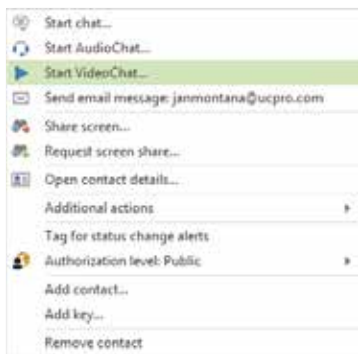 Start chat...
Start AudioChat...
Start VideoChat...
Send email message: janmontana@ucpro.com
Share screen...
Request screen share...
Open contact details...
Additional actions
Tag for status change alerts
Authorization level: Public
Add contact...
Add key...
Remove contact